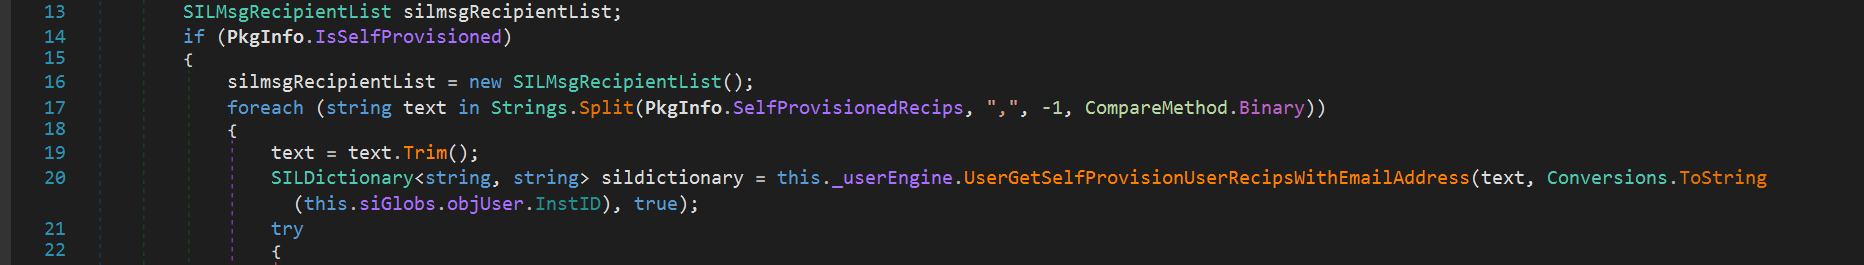 13 SILMsgRecipientList silmsgRecipientList;
14 if (PkgInfo.IsSelfProvisioned)
15 {
16 silmsgRecipientList = new SILMsgRecipientList();
17 foreach (string text in Strings.Split(PkgInfo.SelfProvisionedRecips, ",", -1, CompareMethod.Binary))
18 {
19 text = text.Trim();
20 SILDictionary<string, string> sildictionary = this._userEngine.UserGetSelfProvisionUserRecipsWithEmailAddress(text, Conversions.ToString
(this.siGlobs.objUser.InstID), true);
21 try
22 {